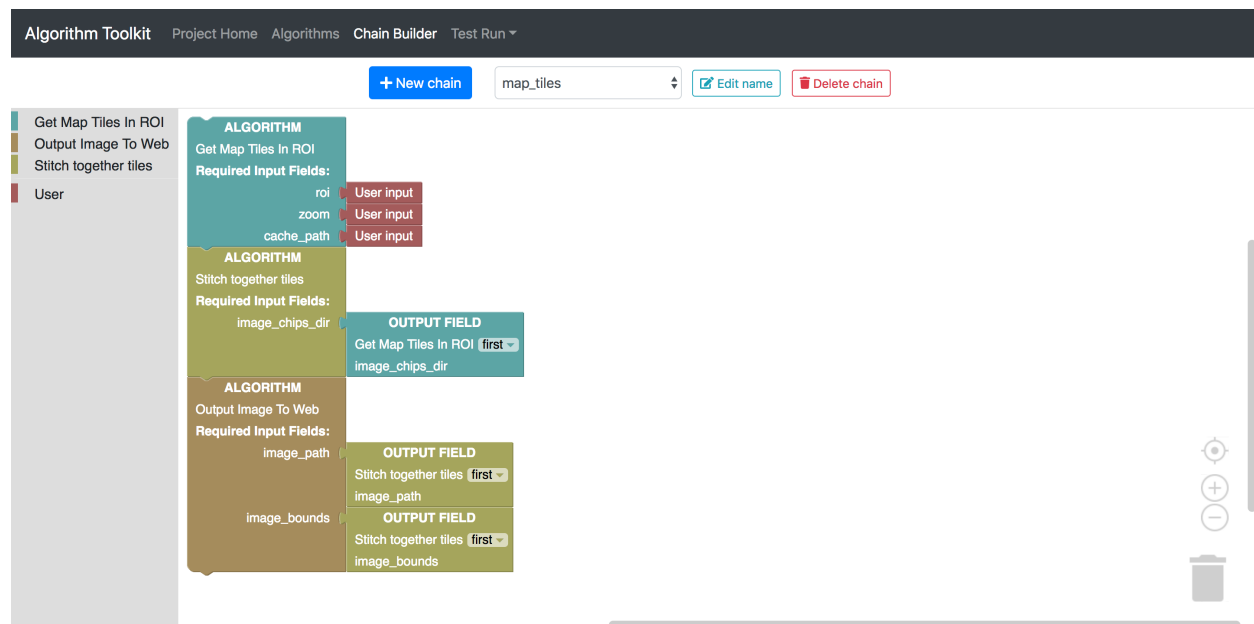 Algorithm Toolkit Project Home Algorithms Chain Builder Test Run
New chain map_tiles Edit name Delete chain
Get Map Tiles In ROI
Output Image To Web
Stitch together tiles
User
ALGORITHM
Get Map Tiles In ROI
Required Input Fields:
roi User input
zoom User input
cache_path User input
ALGORITHM
Stitch together tiles
Required Input Fields:
image_chips_dir OUTPUT FIELD
Get Map Tiles In ROI first
image_chips_dir
ALGORITHM
Output Image To Web
Required Input Fields:
image_path OUTPUT FIELD
Stitch together tiles first
image_path
image_bounds OUTPUT FIELD
Stitch together tiles first
image_bounds